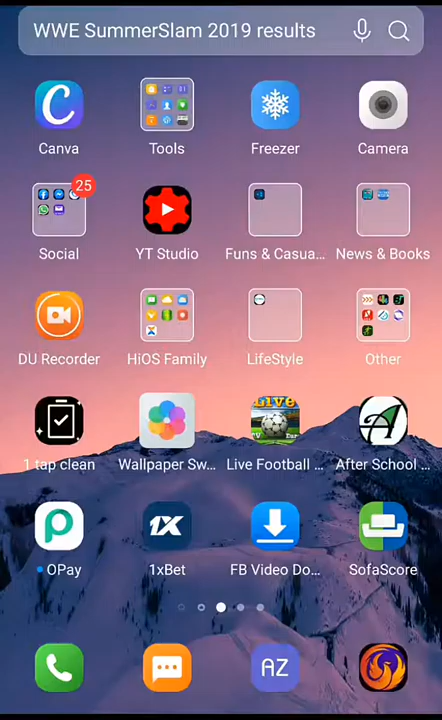 WWE SummerSlam 2019 results
Canva
Tools
Freezer
Camera
25
Social
YT Studio
Funs & Casua...
News & Books
DU Recorder
HiOS Family
LifeStyle
Other
Live
1 tap clean
Wallpaper Sw...
Live Football ...
After School ...
1X
OPay
1xBet
FB Video Do...
SofaScore
AZ